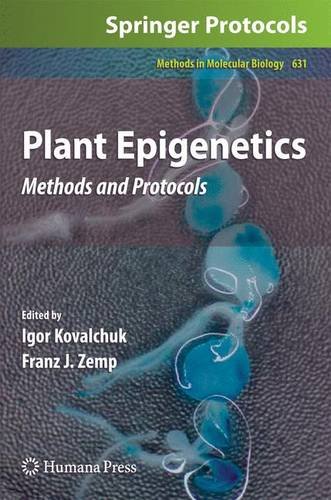 Springer Protocols
Methods in Molecular Biology 631
Plant Epigenetics
Methods and Protocols
Edited by
Igor Kovalchuk
Franz J. Zemp
Humana Press